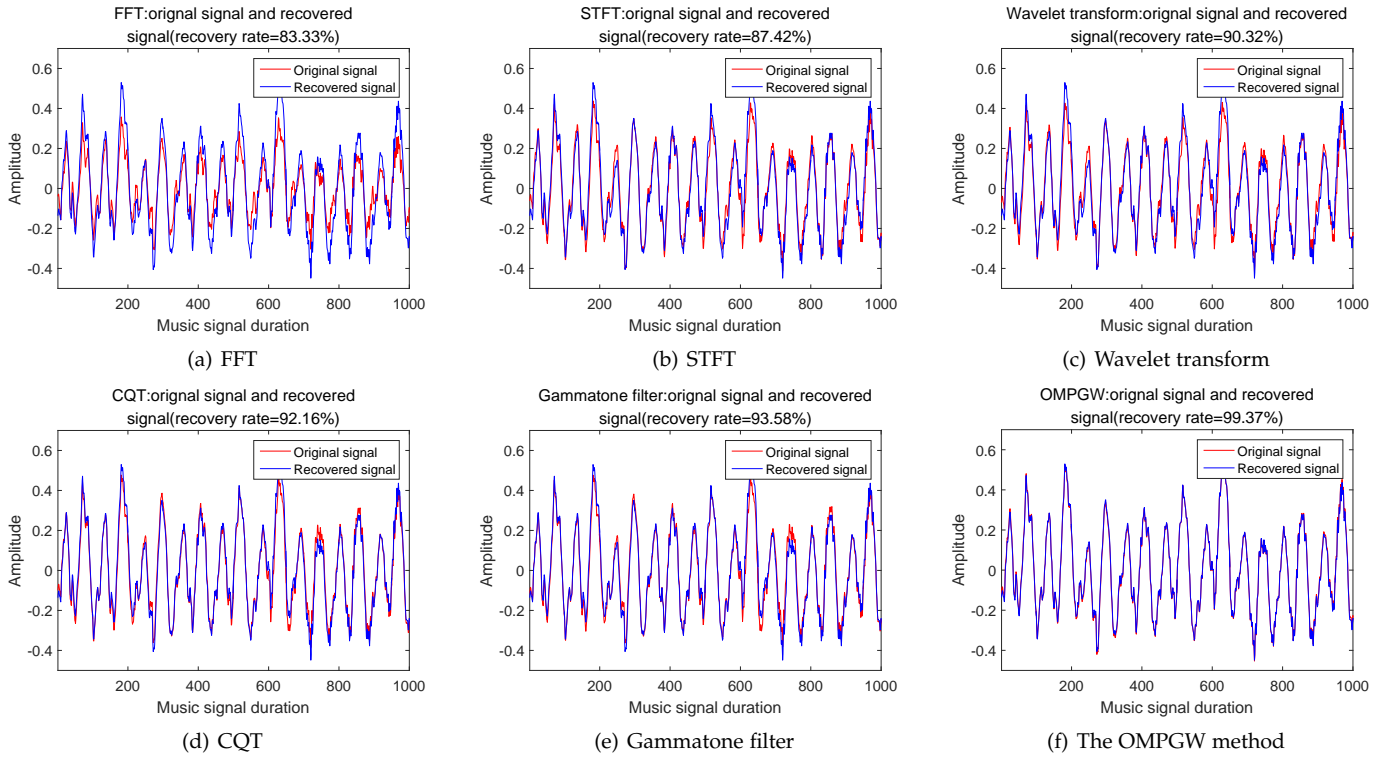 FFT:orignal signal and recovered
signal(recovery rate=83.33%)
Original signal
Recovered signal
0.6
0.4
0.2
0
-0.2
-0.4
Amplitude
200 400 600 800 1000
Music signal duration
(a) FFT
STFT:orignal signal and recovered
signal(recovery rate=87.42%)
Original signal
Recovered signal
0.6
0.4
0.2
0
-0.2
-0.4
Amplitude
200 400 600 800 1000
Music signal duration
(b) STFT
Wavelet transform:orignal signal and recovered
signal(recovery rate=90.32%)
Original signal
Recovered signal
0.6
0.4
0.2
0
-0.2
-0.4
Amplitude
200 400 600 800 1000
Music signal duration
(c) Wavelet transform
CQT:orignal signal and recovered
signal(recovery rate=92.16%)
Original signal
Recovered signal
0.6
0.4
0.2
0
-0.2
-0.4
Amplitude
200 400 600 800 1000
Music signal duration
(d) CQT
Gammatone filter:orignal signal and recovered
signal(recovery rate=93.58%)
Original signal
Recovered signal
0.6
0.4
0.2
0
-0.2
-0.4
Amplitude
200 400 600 800 1000
Music signal duration
(e) Gammatone filter
OMPGW:orignal signal and recovered
signal(recovery rate=99.37%)
Original signal
Recovered signal
0.6
0.4
0.2
0
-0.2
-0.4
Amplitude
200 400 600 800 1000
Music signal duration
(f) The OMPGW method